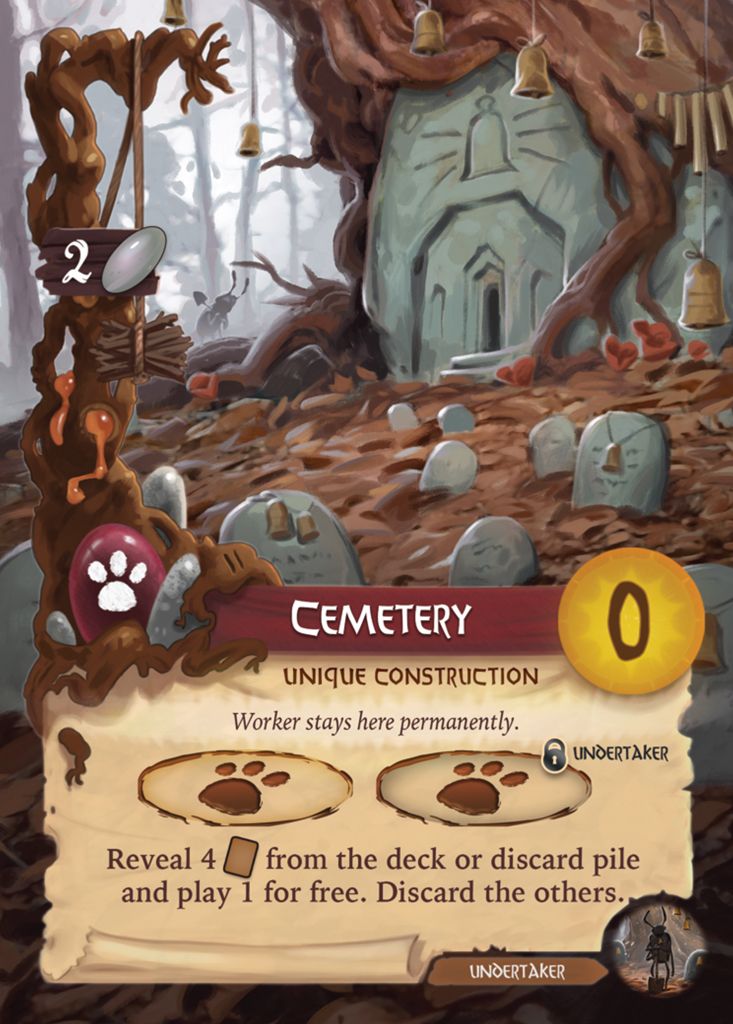 2
CEMETERY
0
UNIQUE CONSTRUCTION
Worker stays here permanently.
UNDERTAKER
Reveal 4 from the deck or discard pile
and play 1 for free. Discard the others.
UNDERTAKER